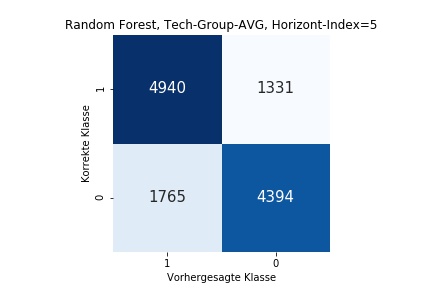 Random Forest, Tech-Group-AVG, Horizont-Index=5
Korrekte Klasse
1
4940 1331
0
1765 4394
1 0
Vorhergesagte Klasse